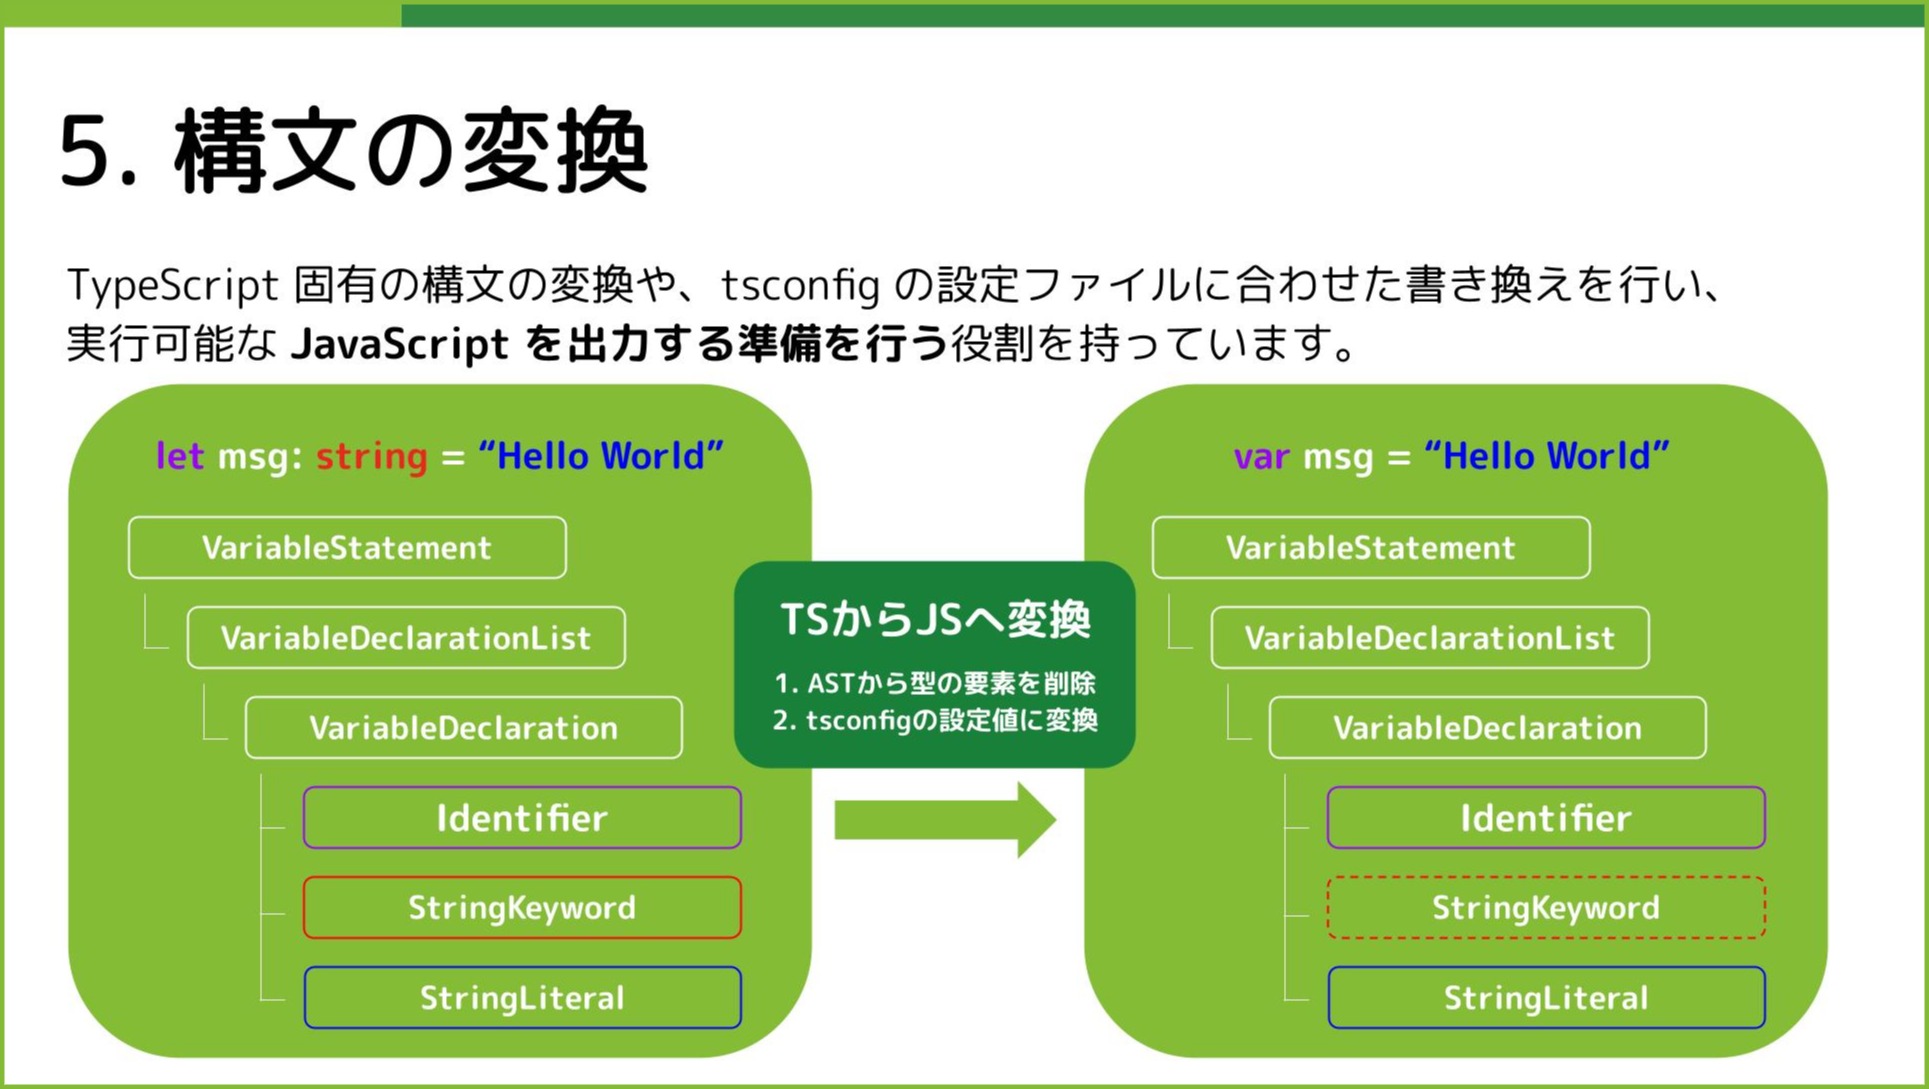 5. 構文の変換
TypeScript 固有の構文の変換や、tsconfig の設定ファイルに合わせた書き換えを行い、
実行可能な JavaScript を出力する準備を行う役割を持っています。
let msg: string = “Hello World”
VariableStatement
VariableDeclarationList
VariableDeclaration
Identifier
StringKeyword
StringLiteral
TSからJSへ変換
1. ASTから型の要素を削除
2. tsconfigの設定値に変換
var msg = “Hello World”
VariableStatement
VariableDeclarationList
VariableDeclaration
Identifier
StringKeyword
StringLiteral